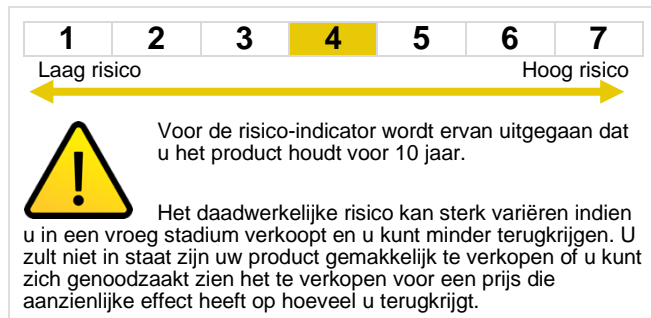 1 2 3 4 5 6 7
Laag risico Hoog risico
Voor de risico-indicator wordt ervan uitgegaan dat
u het product houdt voor 10 jaar.
Het daadwerkelijke risico kan sterk variëren indien
u in een vroeg stadium verkoopt en u kunt minder terugkrijgen. U
zult niet in staat zijn uw product gemakkelijk te verkopen of u kunt
zich genoodzaakt zien het te verkopen voor een prijs die
aanzienlijke effect heeft op hoeveel u terugkrijgt.